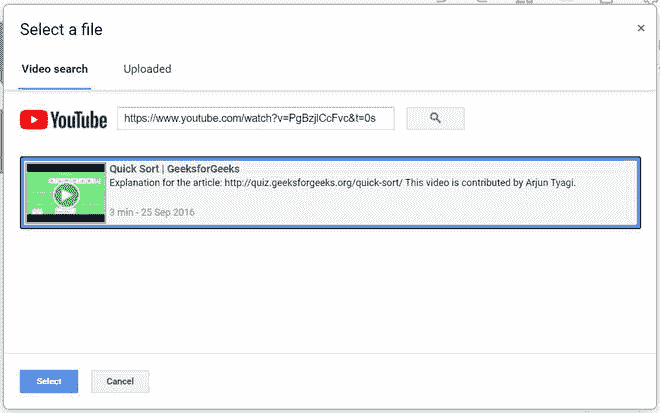 Select a file
×
Video search Uploaded
YouTube https://www.youtube.com/watch?v=PgBzjlCcFvc&t=0s
Quick Sort | GeeksforGeeks
Explanation for the article: http://quiz.geeksforgeeks.org/quick-sort/ This video is contributed by Arjun Tyagi.
3 min - 25 Sep 2016
Select Cancel